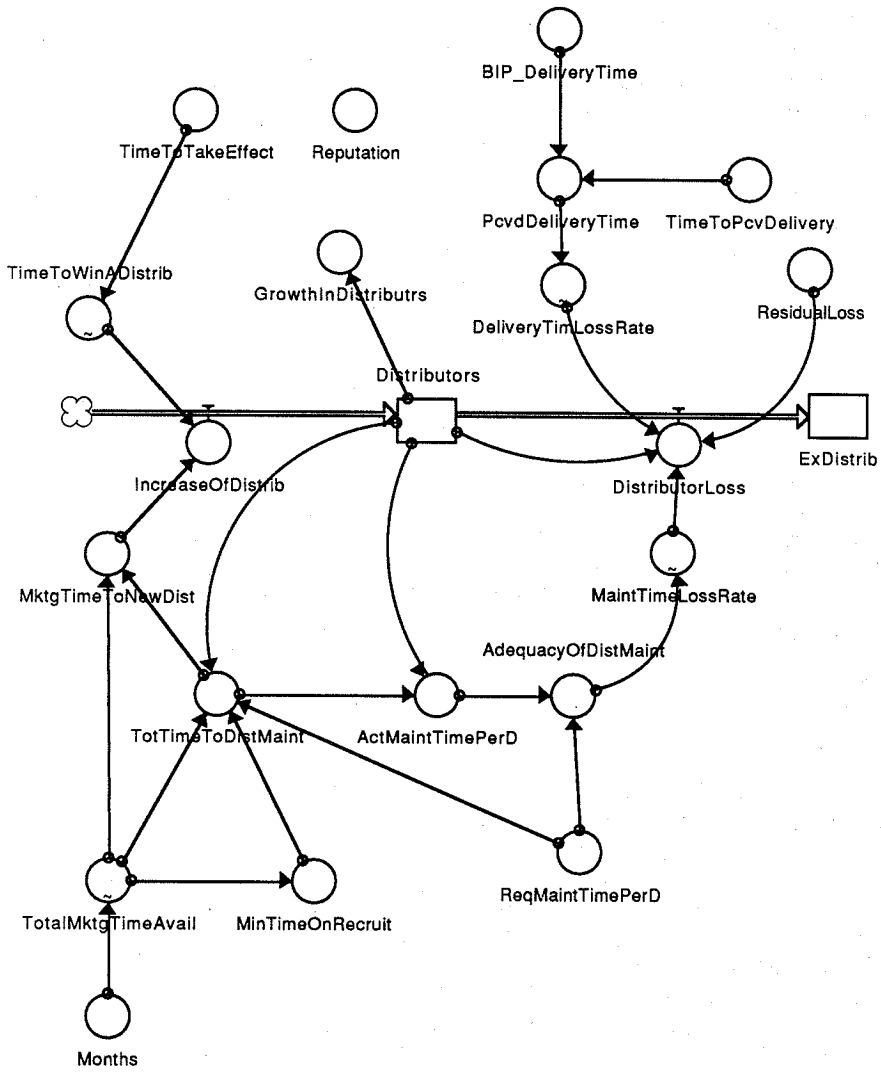 BIP_DeliveryTime
TimeToTakeEffect
Reputation
PcvdDeliveryTime
TimeToPcvDelivery
TimeToWinADistrib
GrowthInDistributrs
DeliveryTimLossRate
ResidualLoss
Distributors
ExDistrib
IncreaseOfDistrib
DistributorLoss
MktgTimeToNewDist
MaintTimeLossRate
AdequacyOfDistMaint
TotTimeToDistMaint
ActMaintTimePerD
ReqMaintTimePerD
TotalMktgTimeAvail
MinTimeOnRecruit
Months